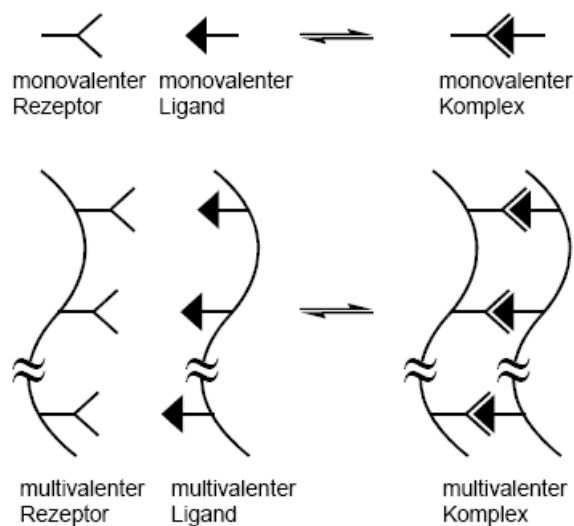 monovalenter monovalenter monovalenter
Rezeptor Ligand Komplex
multivalenter multivalenter multivalenter
Rezeptor Ligand Komplex